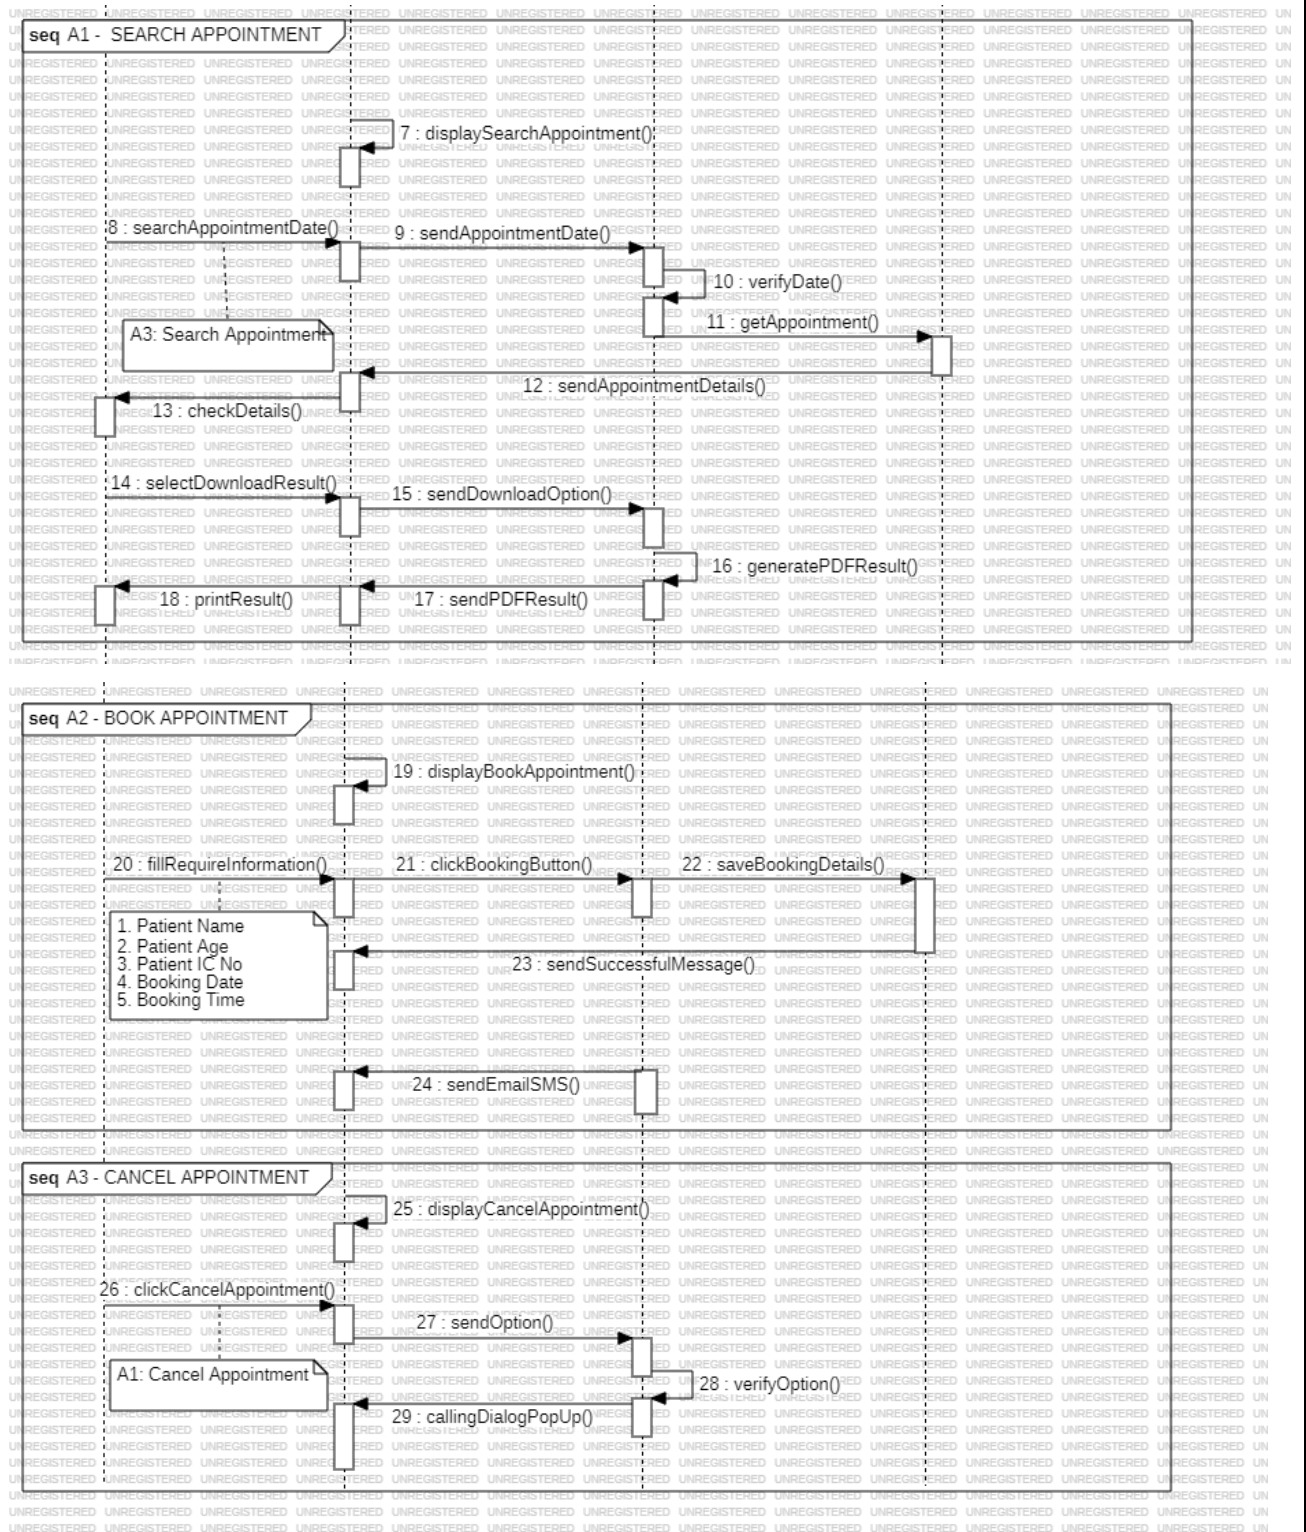 seq A1 - SEARCH APPOINTMENT
7 : displaySearchAppointment()
8 : searchAppointmentDate()
9 : sendAppointmentDate()
10 : verifyDate()
11 : getAppointment()
A3: Search Appointment
12 : sendAppointmentDetails()
13 : checkDetails()
14 : selectDownloadResult()
15 : sendDownloadOption()
16 : generatePDFResult()
17 : sendPDFResult()
18 : printResult()
UNREGISTERED
seq A2 - BOOK APPOINTMENT
19 : displayBookAppointment()
20 : fillRequireInformation()
21 : clickBookingButton()
22 : saveBookingDetails()
1. Patient Name
2. Patient Age
3. Patient IC No
4. Booking Date
5. Booking Time
23 : sendSuccessfulMessage()
24 : sendEmailSMS()
seq A3 - CANCEL APPOINTMENT
25 : displayCancelAppointment()
26 : clickCancelAppointment()
27 : sendOption()
A1: Cancel Appointment
28 : verifyOption()
29 : callingDialogPopUp()